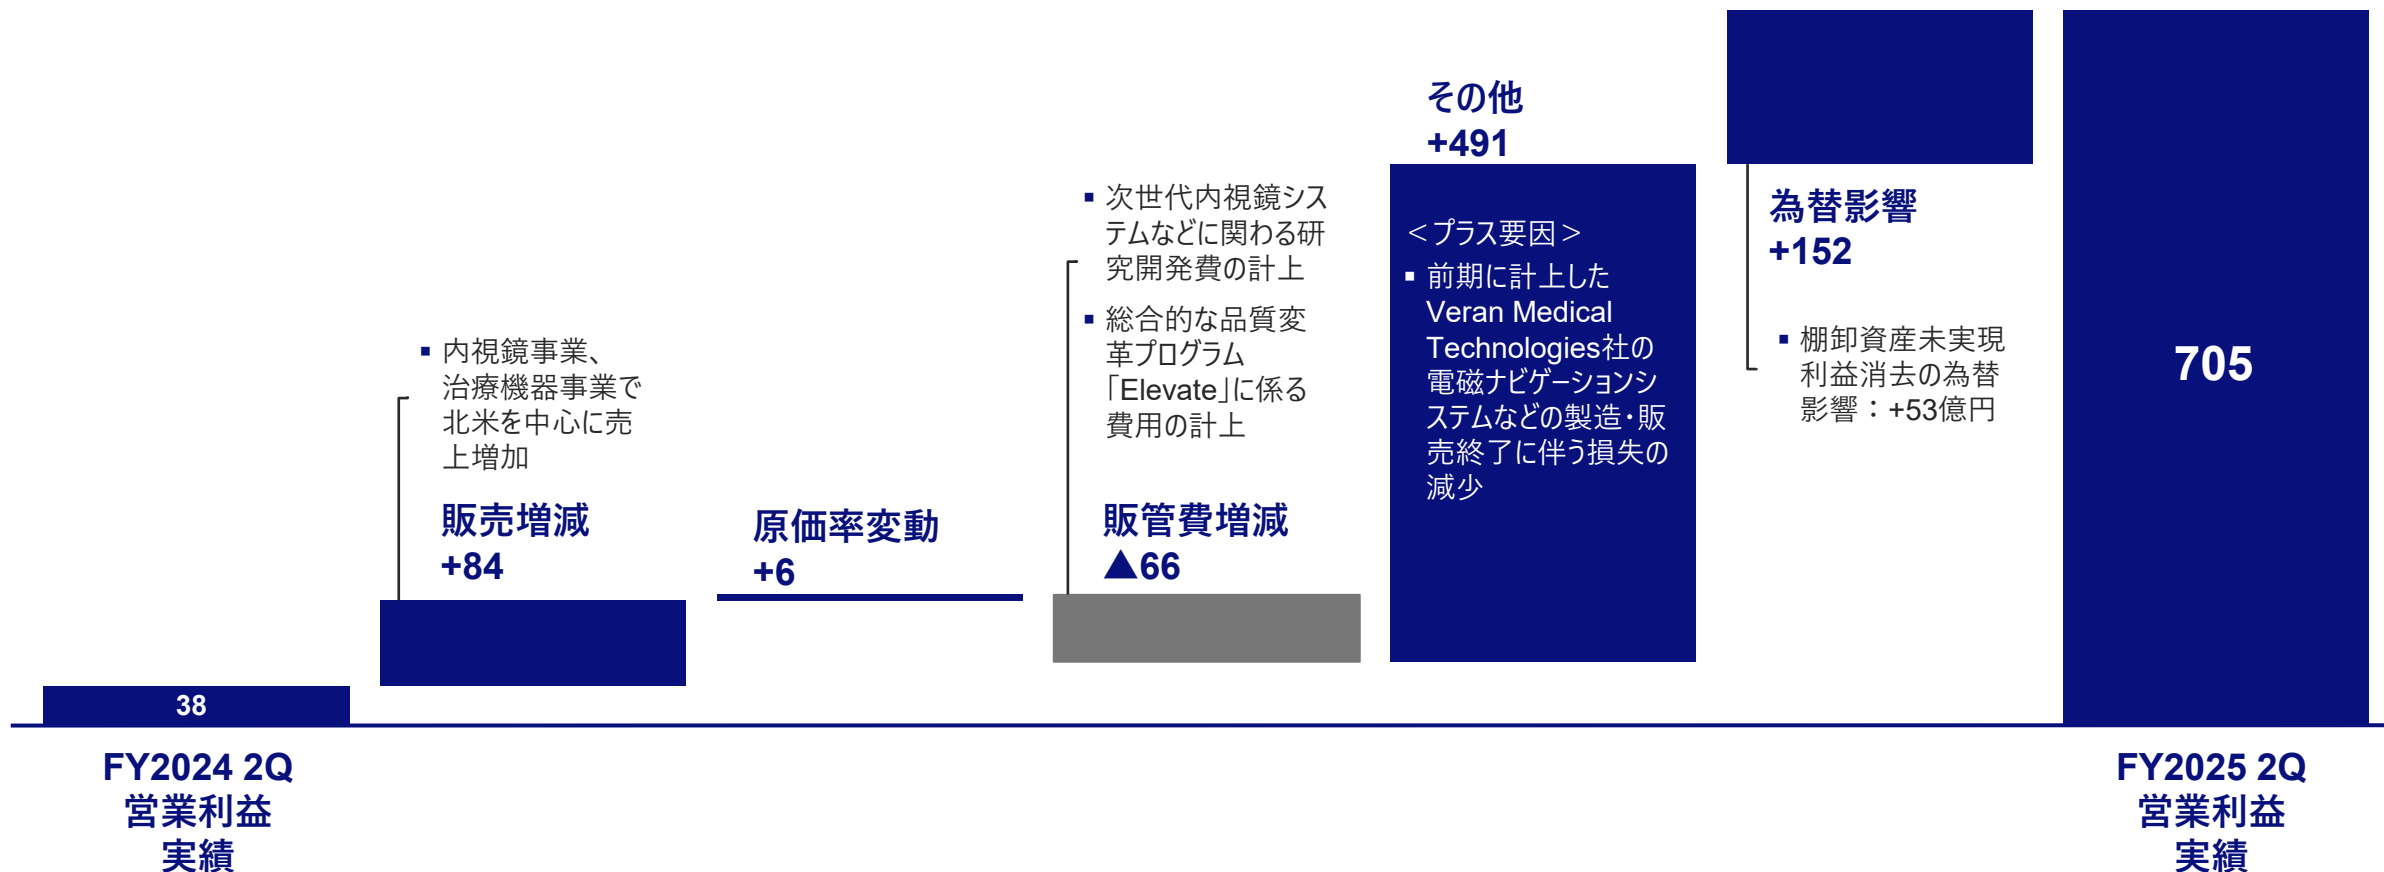 38
FY2024 2Q
営業利益
実績
▪ 内視鏡事業、
治療機器事業で
北米を中心に売
上増加
販売増減
+84
原価率変動
+6
▪ 次世代内視鏡シス
テムなどに関わる研
究開発費の計上
▪ 総合的な品質変
革プログラム
「Elevate」に係る
費用の計上
販管費増減
▲66
その他
+491
＜プラス要因＞
▪ 前期に計上した
Veran Medical
Technologies社の
電磁ナビゲーションシ
ステムなどの製造・販
売終了に伴う損失の
減少
為替影響
+152
▪ 棚卸資産未実現
利益消去の為替
影響：+53億円
705
FY2025 2Q
営業利益
実績